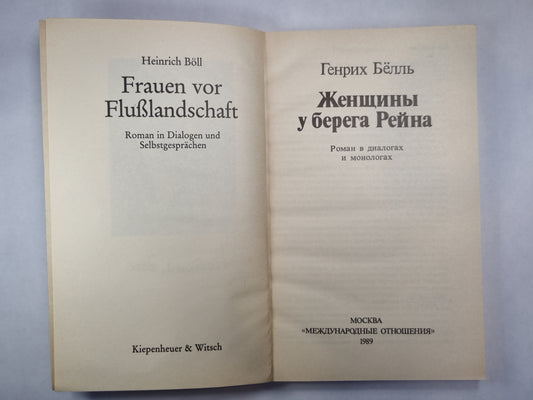 Heinrich Böll
Frauen vor
Flußlandschaft
Roman in Dialogen und
Selbstgesprächen
Kiepenheuer & Witsch
Генрих Бёлль
Женщины
у берега Рейна
Роман в диалогах
и монологах
МОСКВА
«МЕЖДУНАРОДНЫЕ ОТНОШЕНИЯ»
1989